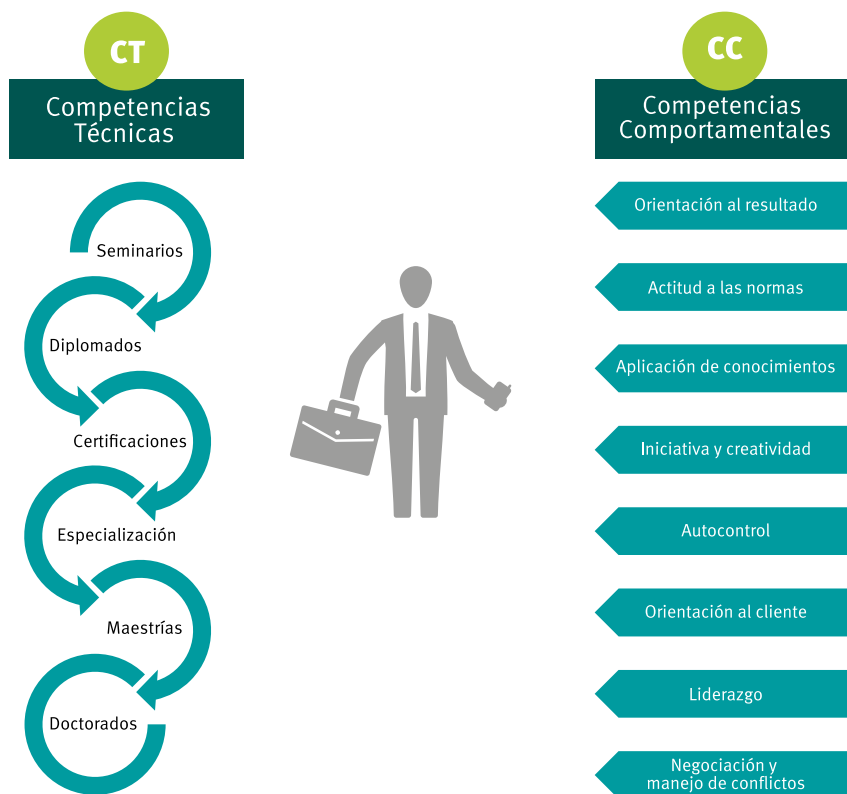 CT
Competencias
Técnicas
Seminarios
Diplomados
Certificaciones
Especialización
Maestrías
Doctorados
CC
Competencias
Comportamentales
Orientación al resultado
Actitud a las normas
Aplicación de conocimientos
Iniciativa y creatividad
Autocontrol
Orientación al cliente
Liderazgo
Negociación y
manejo de conflictos